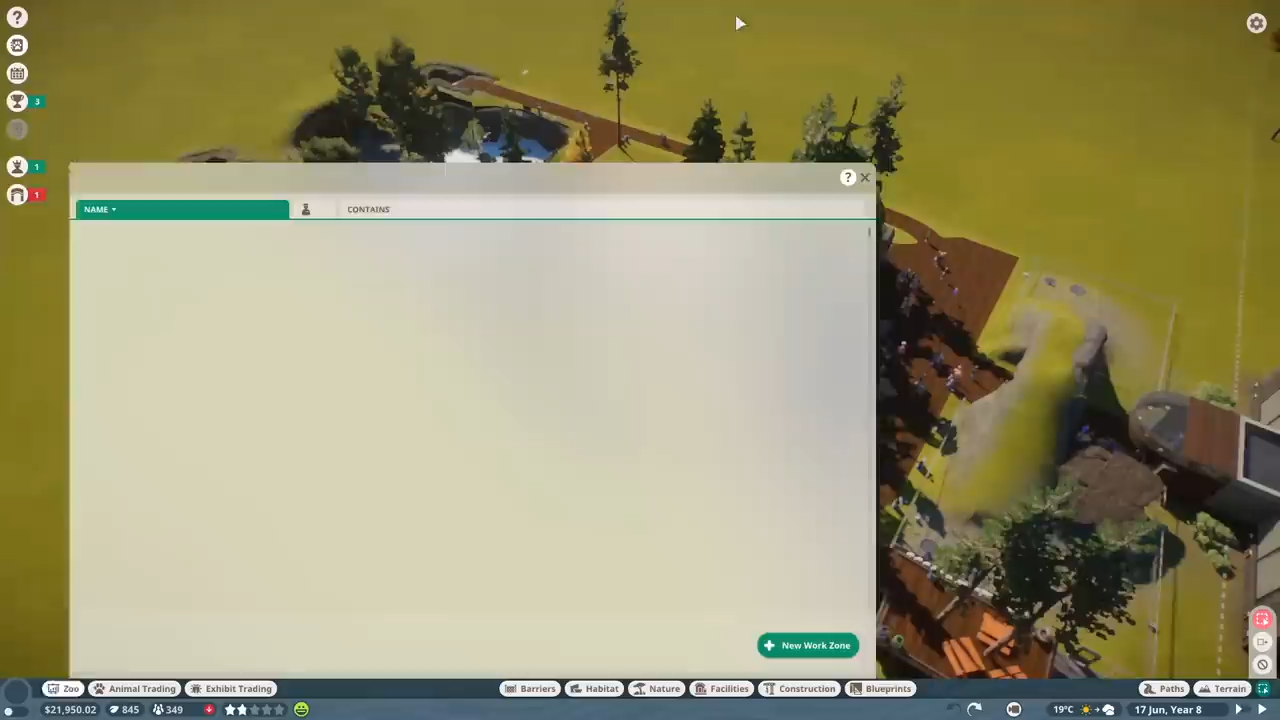 ?
3
1
1
?
NAME
CONTAINS
New Work Zone
Zoo
Animal Trading
Exhibit Trading
Barriers
Habitat
Nature
Facilities
Construction
Blueprints
Paths
Terrain
$21,950.02
845
349
19°C
17 Jun, Year 8